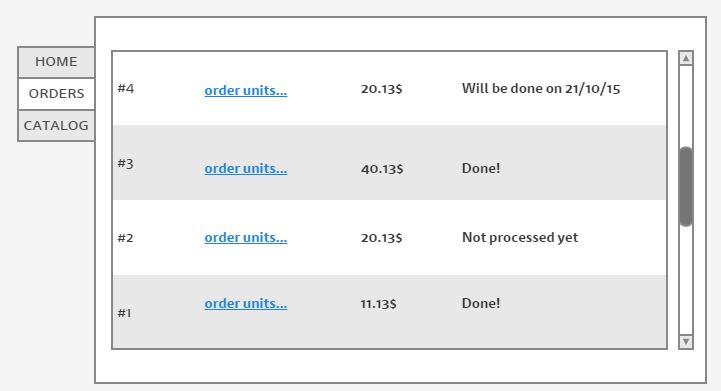 HOME
ORDERS
CATALOG
#4 order units... 20.13$ Will be done on 21/10/15
#3 order units... 40.13$ Done!
#2 order units... 20.13$ Not processed yet
#1 order units... 11.13$ Done!